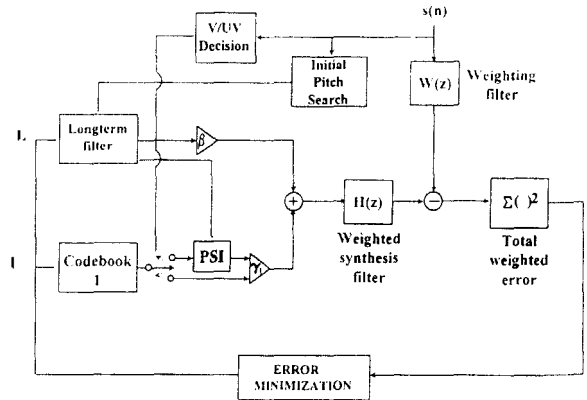 s(n)
V/UV
Decision
Initial
Pitch
Search
W(z)
Weighting
filter
L
Longterm
filter
β
+
H(z)
−
Σ( )²
Weighted
synthesis
filter
Total
weighted
error
I
Codebook
1
PSI
γ₁
ERROR
MINIMIZATION